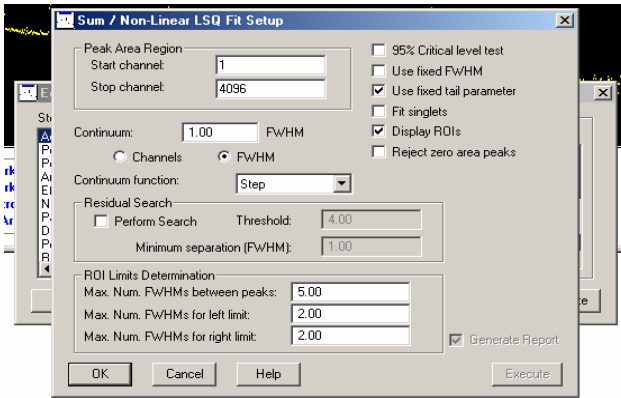 Sum / Non-Linear LSQ Fit Setup
Peak Area Region
Start channel: 1
Stop channel: 4096
Continuum: 1.00 FWHM
Channels FWHM
Continuum function: Step
Residual Search
Perform Search Threshold: 4.00
Minimum separation (FWHM): 1.00
ROI Limits Determination
Max. Num. FWHMs between peaks: 5.00
Max. Num. FWHMs for left limit: 2.00
Max. Num. FWHMs for right limit: 2.00
95% Critical level test
Use fixed FWHM
Use fixed tail parameter
Fit singlets
Display ROIs
Reject zero area peaks
Generate Report
OK Cancel Help Execute